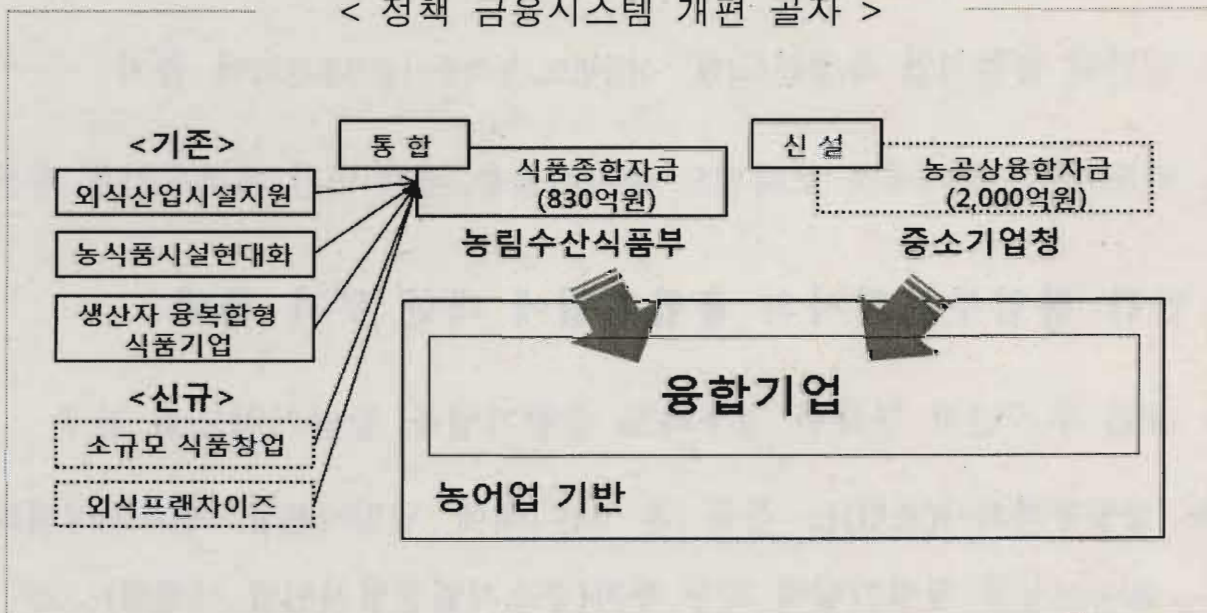 < 정책 금융시스템 개편 골자 >
<기존>
외식산업시설지원
농식품시설현대화
생산자 융복합형
식품기업
<신규>
소규모 식품창업
외식프랜차이즈
통 합
식품종합자금
(830억원)
농림수산식품부
신 설
농공상융합자금
(2,000억원)
중소기업청
융합기업
농어업 기반